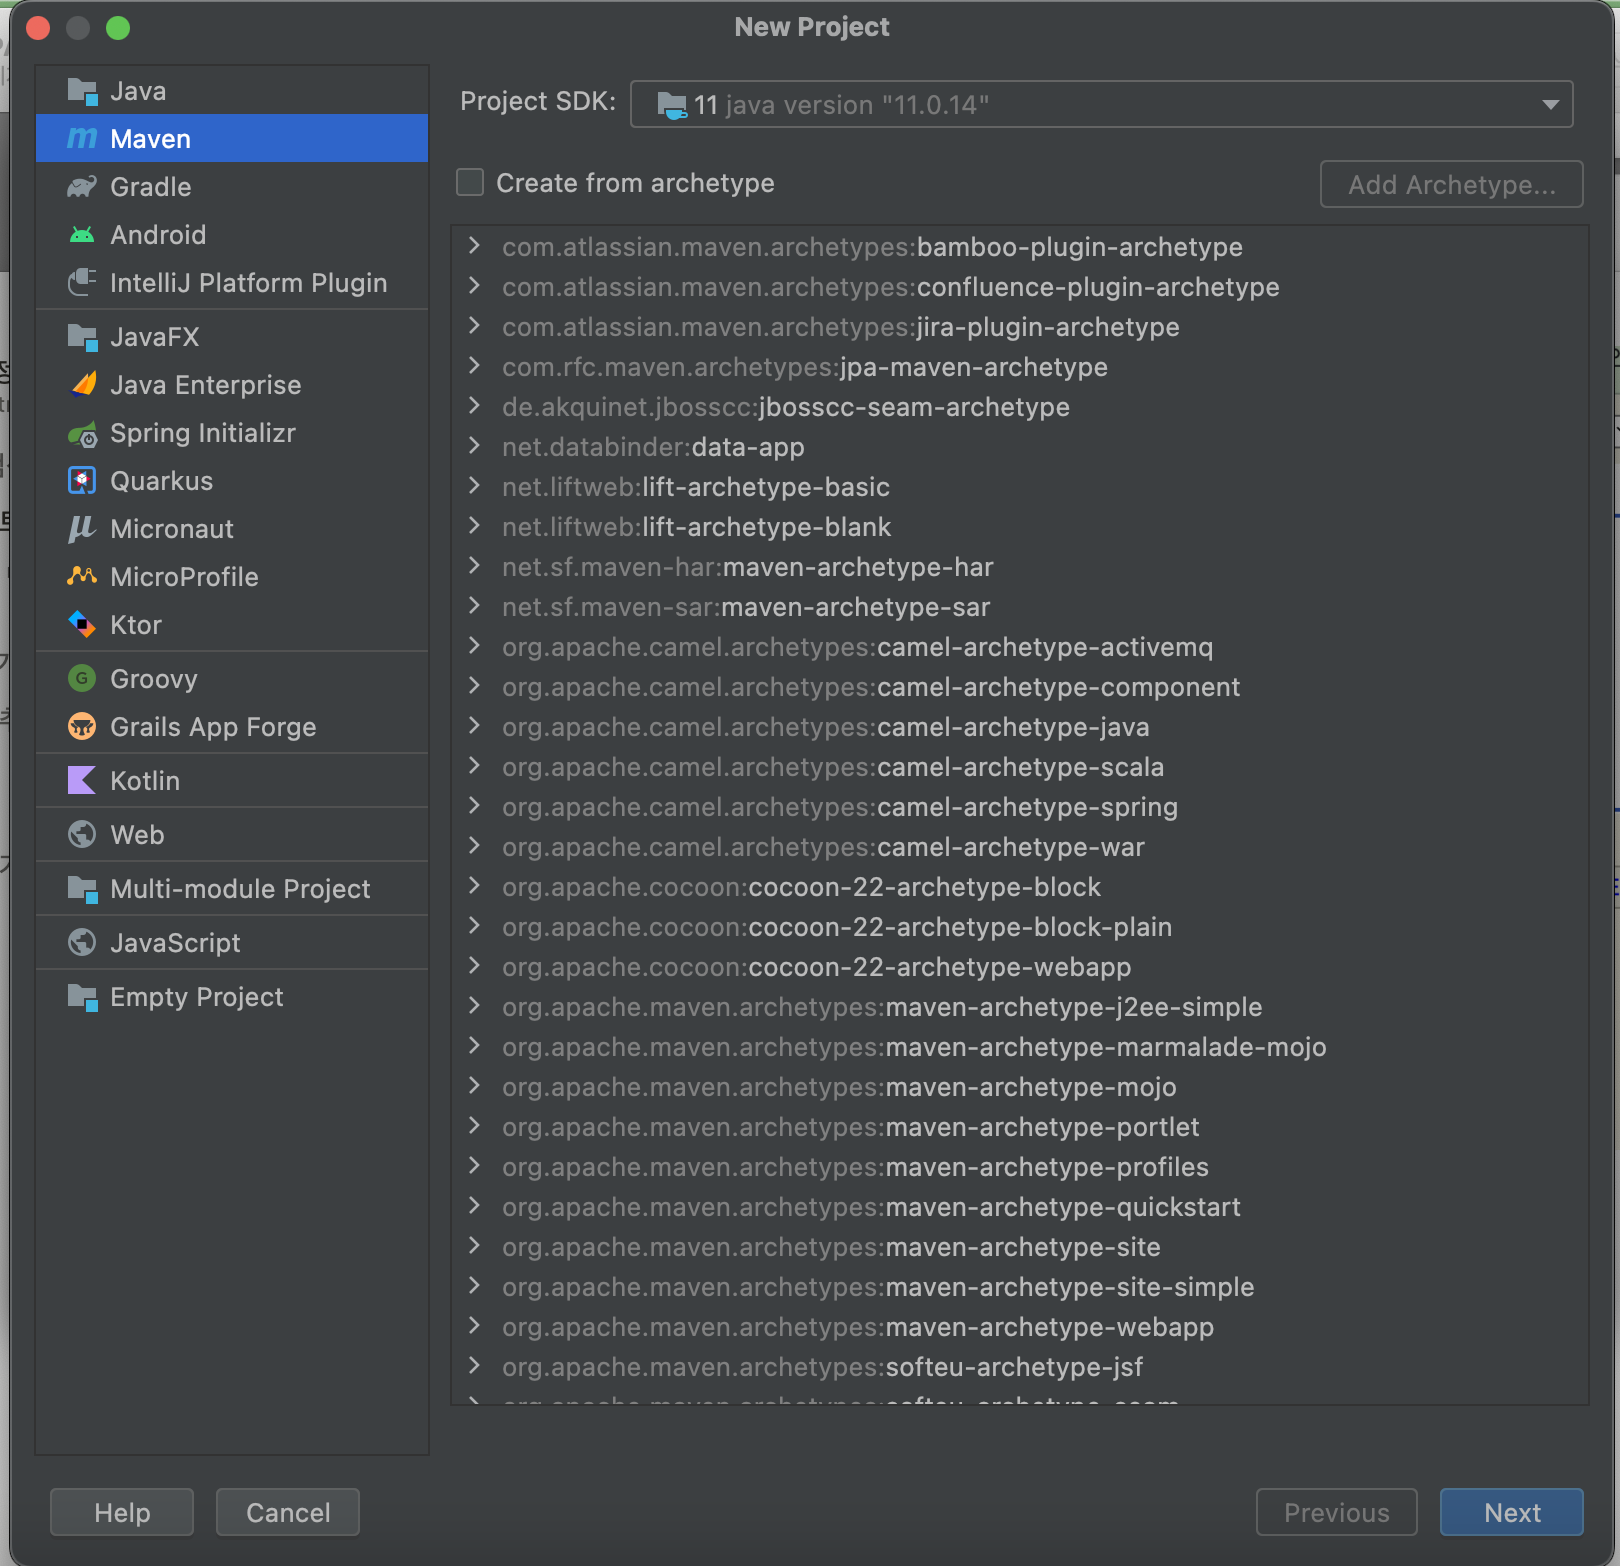 New Project
Java
Maven
Gradle
Android
IntelliJ Platform Plugin
JavaFX
Java Enterprise
Spring Initializr
Quarkus
Micronaut
MicroProfile
Ktor
Groovy
Grails App Forge
Kotlin
Web
Multi-module Project
JavaScript
Empty Project
Project SDK: 11 java version "11.0.14"
Create from archetype
Add Archetype...
com.atlassian.maven.archetypes:bamboo-plugin-archetype
com.atlassian.maven.archetypes:confluence-plugin-archetype
com.atlassian.maven.archetypes:jira-plugin-archetype
com.rfc.maven.archetypes:jpa-maven-archetype
de.akquinet.jbosscc:jbosscc-seam-archetype
net.databinder:data-app
net.liftweb:lift-archetype-basic
net.liftweb:lift-archetype-blank
net.sf.maven-har:maven-archetype-har
net.sf.maven-sar:maven-archetype-sar
org.apache.camel.archetypes:camel-archetype-activemq
org.apache.camel.archetypes:camel-archetype-component
org.apache.camel.archetypes:camel-archetype-java
org.apache.camel.archetypes:camel-archetype-scala
org.apache.camel.archetypes:camel-archetype-spring
org.apache.camel.archetypes:camel-archetype-war
org.apache.cocoon:cocoon-22-archetype-block
org.apache.cocoon:cocoon-22-archetype-block-plain
org.apache.cocoon:cocoon-22-archetype-webapp
org.apache.maven.archetypes:maven-archetype-j2ee-simple
org.apache.maven.archetypes:maven-archetype-marmalade-mojo
org.apache.maven.archetypes:maven-archetype-mojo
org.apache.maven.archetypes:maven-archetype-portlet
org.apache.maven.archetypes:maven-archetype-profiles
org.apache.maven.archetypes:maven-archetype-quickstart
org.apache.maven.archetypes:maven-archetype-site
org.apache.maven.archetypes:maven-archetype-site-simple
org.apache.maven.archetypes:maven-archetype-webapp
org.apache.maven.archetypes:softeu-archetype-jsf
Help
Cancel
Previous
Next